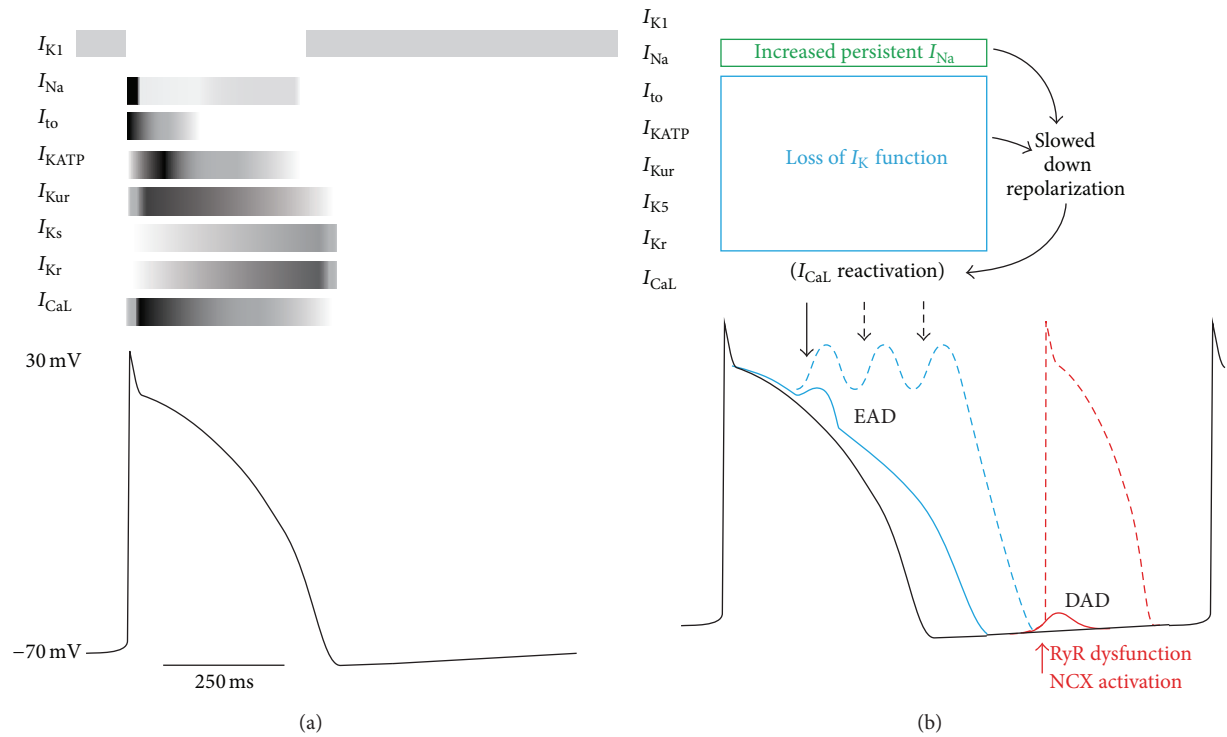 I_K1
I_Na
I_to
I_KATP
I_Kur
I_Ks
I_Kr
I_CaL
30 mV
−70 mV
250 ms
(a)
I_K1
I_Na
I_to
I_KATP
I_Kur
I_K5
I_Kr
I_CaL
Increased persistent I_Na
Loss of I_K function
Slowed
down
repolarization
(I_CaL reactivation)
EAD
DAD
RyR dysfunction
NCX activation
(b)